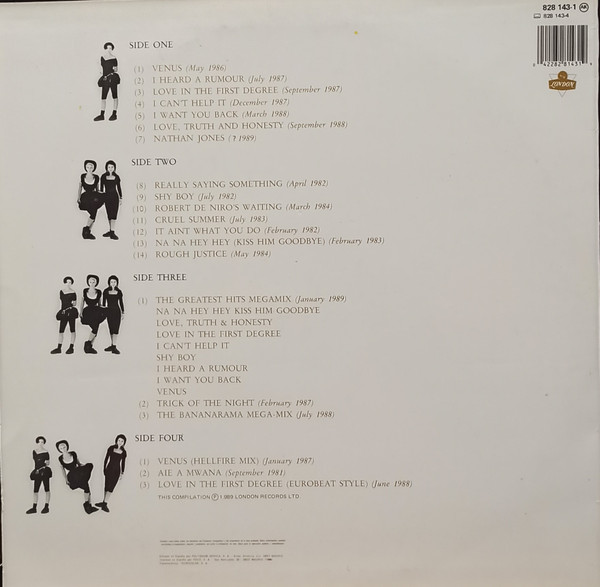 828 143-1 AR
828 143-4
42282 81431
LONDON
SIDE ONE
(1) VENUS (May 1986)
(2) I HEARD A RUMOUR (July 1987)
(3) LOVE IN THE FIRST DEGREE (September 1987)
(4) I CAN'T HELP IT (December 1987)
(5) I WANT YOU BACK (March 1988)
(6) LOVE, TRUTH AND HONESTY (September 1988)
(7) NATHAN JONES (? 1989)
SIDE TWO
(8) REALLY SAYING SOMETHING (April 1982)
(9) SHY BOY (July 1982)
(10) ROBERT DE NIRO'S WAITING (March 1984)
(11) CRUEL SUMMER (July 1983)
(12) IT AINT WHAT YOU DO (February 1982)
(13) NA NA HEY HEY (KISS HIM GOODBYE) (February 1983)
(14) ROUGH JUSTICE (May 1984)
SIDE THREE
(1) THE GREATEST HITS MEGAMIX (January 1989)
NA NA HEY HEY KISS HIM GOODBYE
LOVE, TRUTH & HONESTY
LOVE IN THE FIRST DEGREE
I CAN'T HELP IT
SHY BOY
I HEARD A RUMOUR
I WANT YOU BACK
VENUS
(2) TRICK OF THE NIGHT (February 1987)
(3) THE BANANARAMA MEGA-MIX (July 1988)
SIDE FOUR
(1) VENUS (HELLFIRE MIX) (January 1987)
(2) AIE A MWANA (September 1981)
(3) LOVE IN THE FIRST DEGREE (EUROBEAT STYLE) (June 1988)
THIS COMPILATION ℗ 1989 LONDON RECORDS LTD.